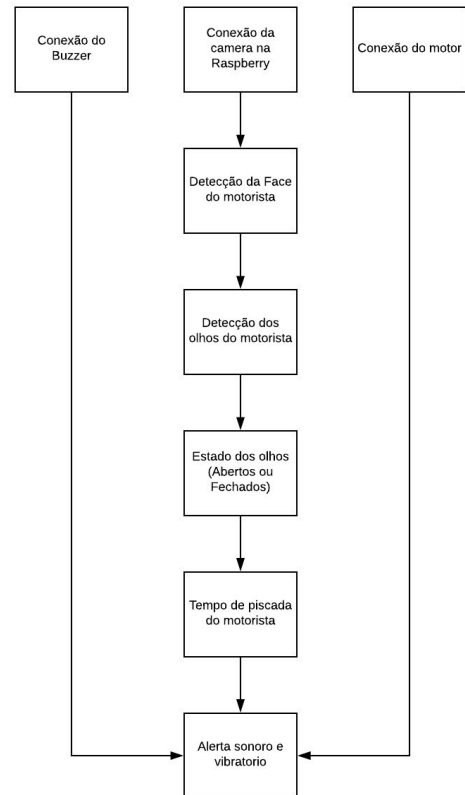 Conexão do
Buzzer
Conexão da
camera na
Raspberry
Conexão do motor
Detecção da Face
do motorista
Detecção dos
olhos do motorista
Estado dos olhos
(Abertos ou
Fechados)
Tempo de piscada
do motorista
Alerta sonoro e
vibratorio